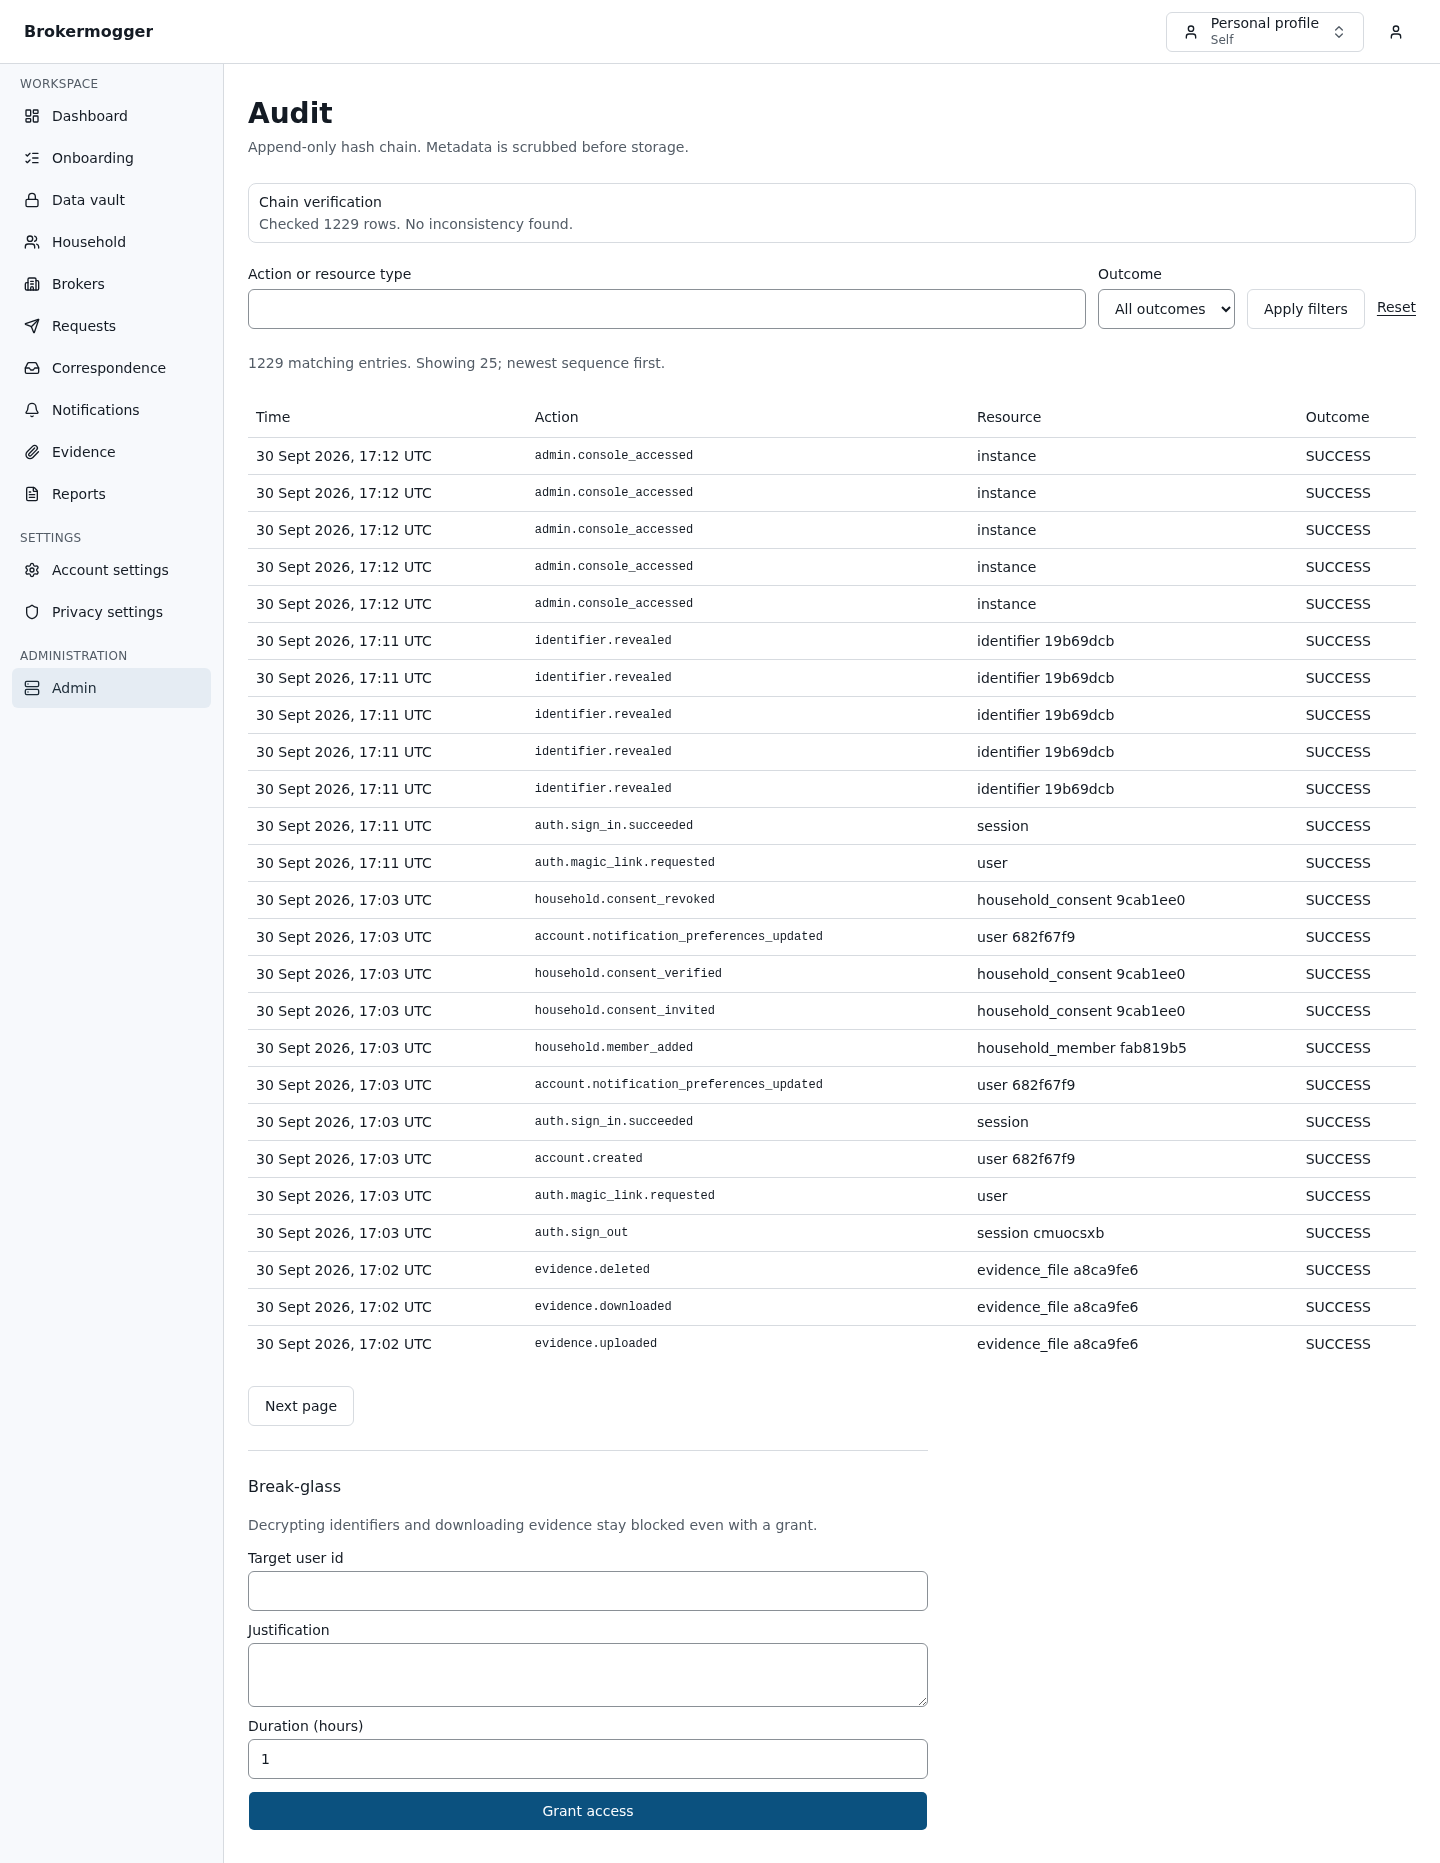 Brokermogger
Personal profile
Self
WORKSPACE
Dashboard
Onboarding
Data vault
Household
Brokers
Requests
Correspondence
Notifications
Evidence
Reports
SETTINGS
Account settings
Privacy settings
ADMINISTRATION
Admin
Audit
Append-only hash chain. Metadata is scrubbed before storage.
Chain verification
Checked 1229 rows. No inconsistency found.
Action or resource type
Outcome
All outcomes
Apply filters
Reset
1229 matching entries. Showing 25; newest sequence first.
Time Action Resource Outcome
30 Sept 2026, 17:12 UTC admin.console_accessed instance SUCCESS
30 Sept 2026, 17:12 UTC admin.console_accessed instance SUCCESS
30 Sept 2026, 17:12 UTC admin.console_accessed instance SUCCESS
30 Sept 2026, 17:12 UTC admin.console_accessed instance SUCCESS
30 Sept 2026, 17:12 UTC admin.console_accessed instance SUCCESS
30 Sept 2026, 17:11 UTC identifier.revealed identifier 19b69dcb SUCCESS
30 Sept 2026, 17:11 UTC identifier.revealed identifier 19b69dcb SUCCESS
30 Sept 2026, 17:11 UTC identifier.revealed identifier 19b69dcb SUCCESS
30 Sept 2026, 17:11 UTC identifier.revealed identifier 19b69dcb SUCCESS
30 Sept 2026, 17:11 UTC identifier.revealed identifier 19b69dcb SUCCESS
30 Sept 2026, 17:11 UTC auth.sign_in.succeeded session SUCCESS
30 Sept 2026, 17:11 UTC auth.magic_link.requested user SUCCESS
30 Sept 2026, 17:03 UTC household.consent_revoked household_consent 9cab1ee0 SUCCESS
30 Sept 2026, 17:03 UTC account.notification_preferences_updated user 682f67f9 SUCCESS
30 Sept 2026, 17:03 UTC household.consent_verified household_consent 9cab1ee0 SUCCESS
30 Sept 2026, 17:03 UTC household.consent_invited household_consent 9cab1ee0 SUCCESS
30 Sept 2026, 17:03 UTC household.member_added household_member fab819b5 SUCCESS
30 Sept 2026, 17:03 UTC account.notification_preferences_updated user 682f67f9 SUCCESS
30 Sept 2026, 17:03 UTC auth.sign_in.succeeded session SUCCESS
30 Sept 2026, 17:03 UTC account.created user 682f67f9 SUCCESS
30 Sept 2026, 17:03 UTC auth.magic_link.requested user SUCCESS
30 Sept 2026, 17:03 UTC auth.sign_out session cmuocsxb SUCCESS
30 Sept 2026, 17:02 UTC evidence.deleted evidence_file a8ca9fe6 SUCCESS
30 Sept 2026, 17:02 UTC evidence.downloaded evidence_file a8ca9fe6 SUCCESS
30 Sept 2026, 17:02 UTC evidence.uploaded evidence_file a8ca9fe6 SUCCESS
Next page
Break-glass
Decrypting identifiers and downloading evidence stay blocked even with a grant.
Target user id
Justification
Duration (hours)
1
Grant access